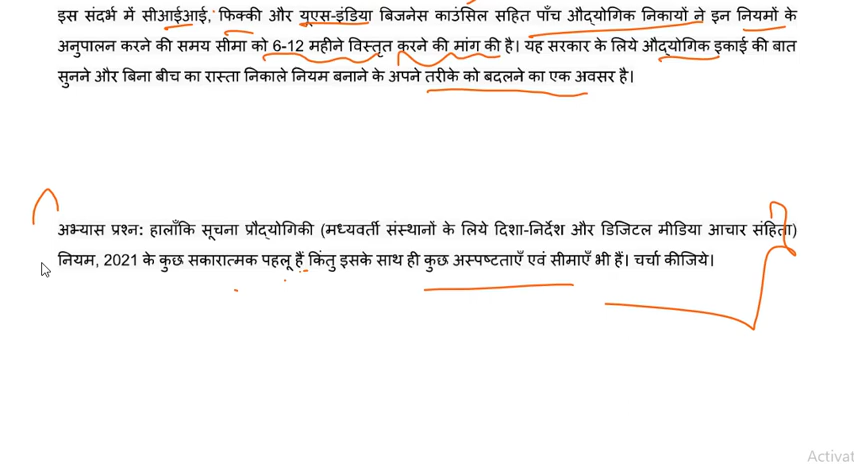 इस संदर्भ में सीआईआई, फिक्की और यूएस-इंडिया बिजनेस काउंसिल सहित पाँच औद्योगिक निकायों ने इन नियमों के
अनुपालन करने की समय सीमा को 6-12 महीने विस्तृत करने की मांग की है। यह सरकार के लिये औद्योगिक इकाई की बात
सुनने और बिना बीच का रास्ता निकाले नियम बनाने के अपने तरीके को बदलने का एक अवसर है।
अभ्यास प्रश्न: हालाँकि सूचना प्रौद्योगिकी (मध्यवर्ती संस्थानों के लिये दिशा-निर्देश और डिजिटल मीडिया आचार संहिता)
नियम, 2021 के कुछ सकारात्मक पहलू हैं किंतु इसके साथ ही कुछ अस्पष्टताएँ एवं सीमाएँ भी हैं। चर्चा कीजिये।
Activat